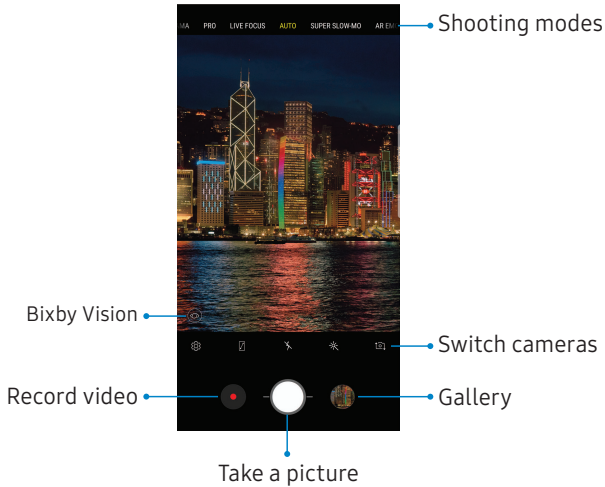 MA PRO LIVE FOCUS AUTO SUPER SLOW-MO AR EM
Shooting modes
Bixby Vision
Switch cameras
Record video
Gallery
Take a picture